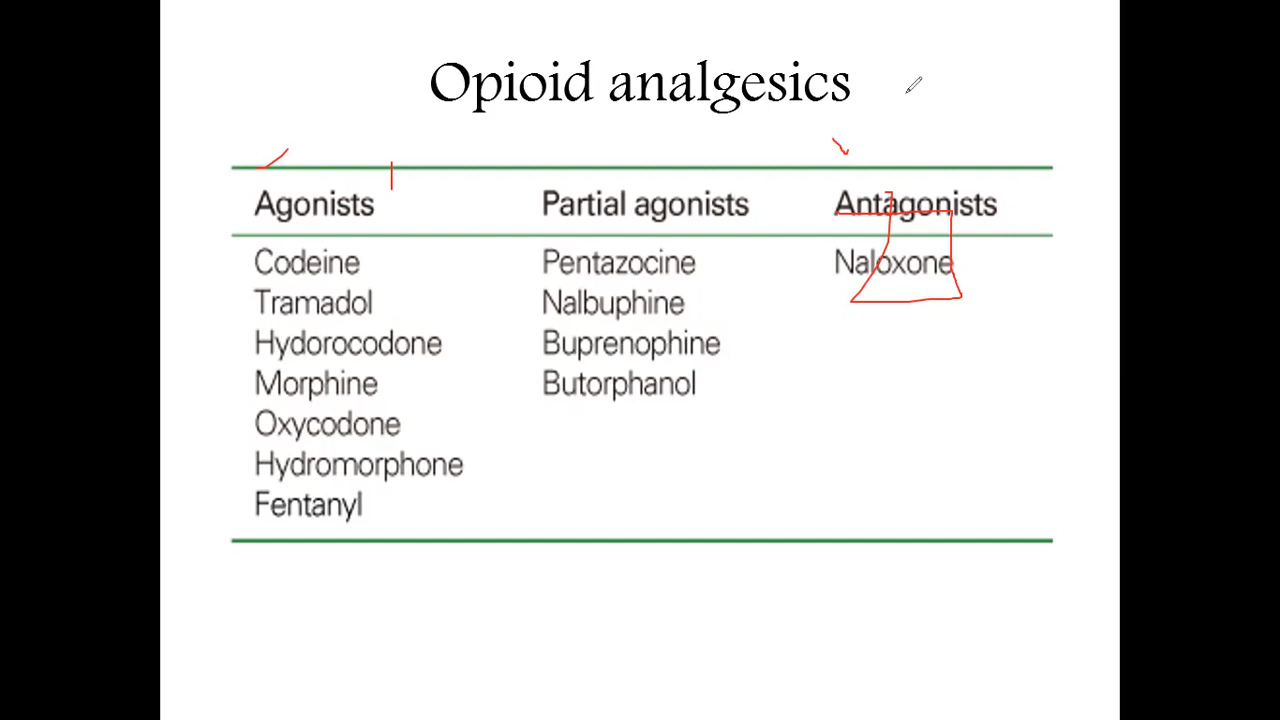 Opioid analgesics
Agonists Partial agonists Antagonists
Codeine Pentazocine Naloxone
Tramadol Nalbuphine
Hydorocodone Buprenophine
Morphine Butorphanol
Oxycodone
Hydromorphone
Fentanyl